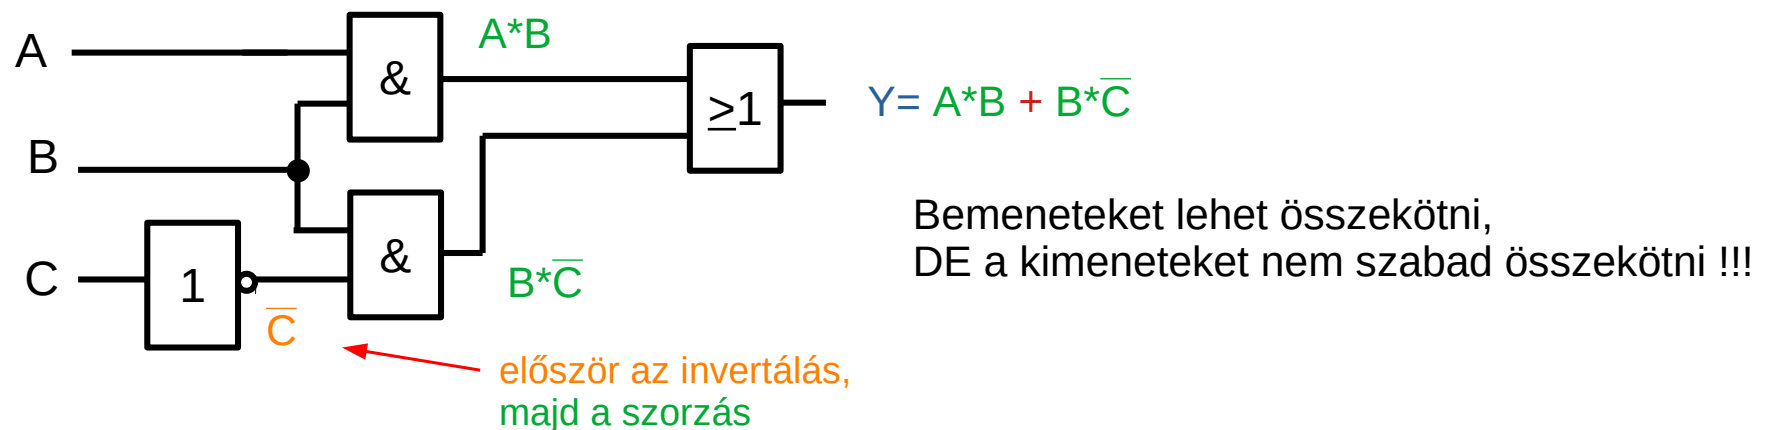 A
&
A*B
≥1
Y= A*B + B*C̅
B
Bemeneteket lehet összekötni,
DE a kimeneteket nem szabad összekötni !!!
C
1
&
B*C̅
C̅
először az invertálás,
majd a szorzás